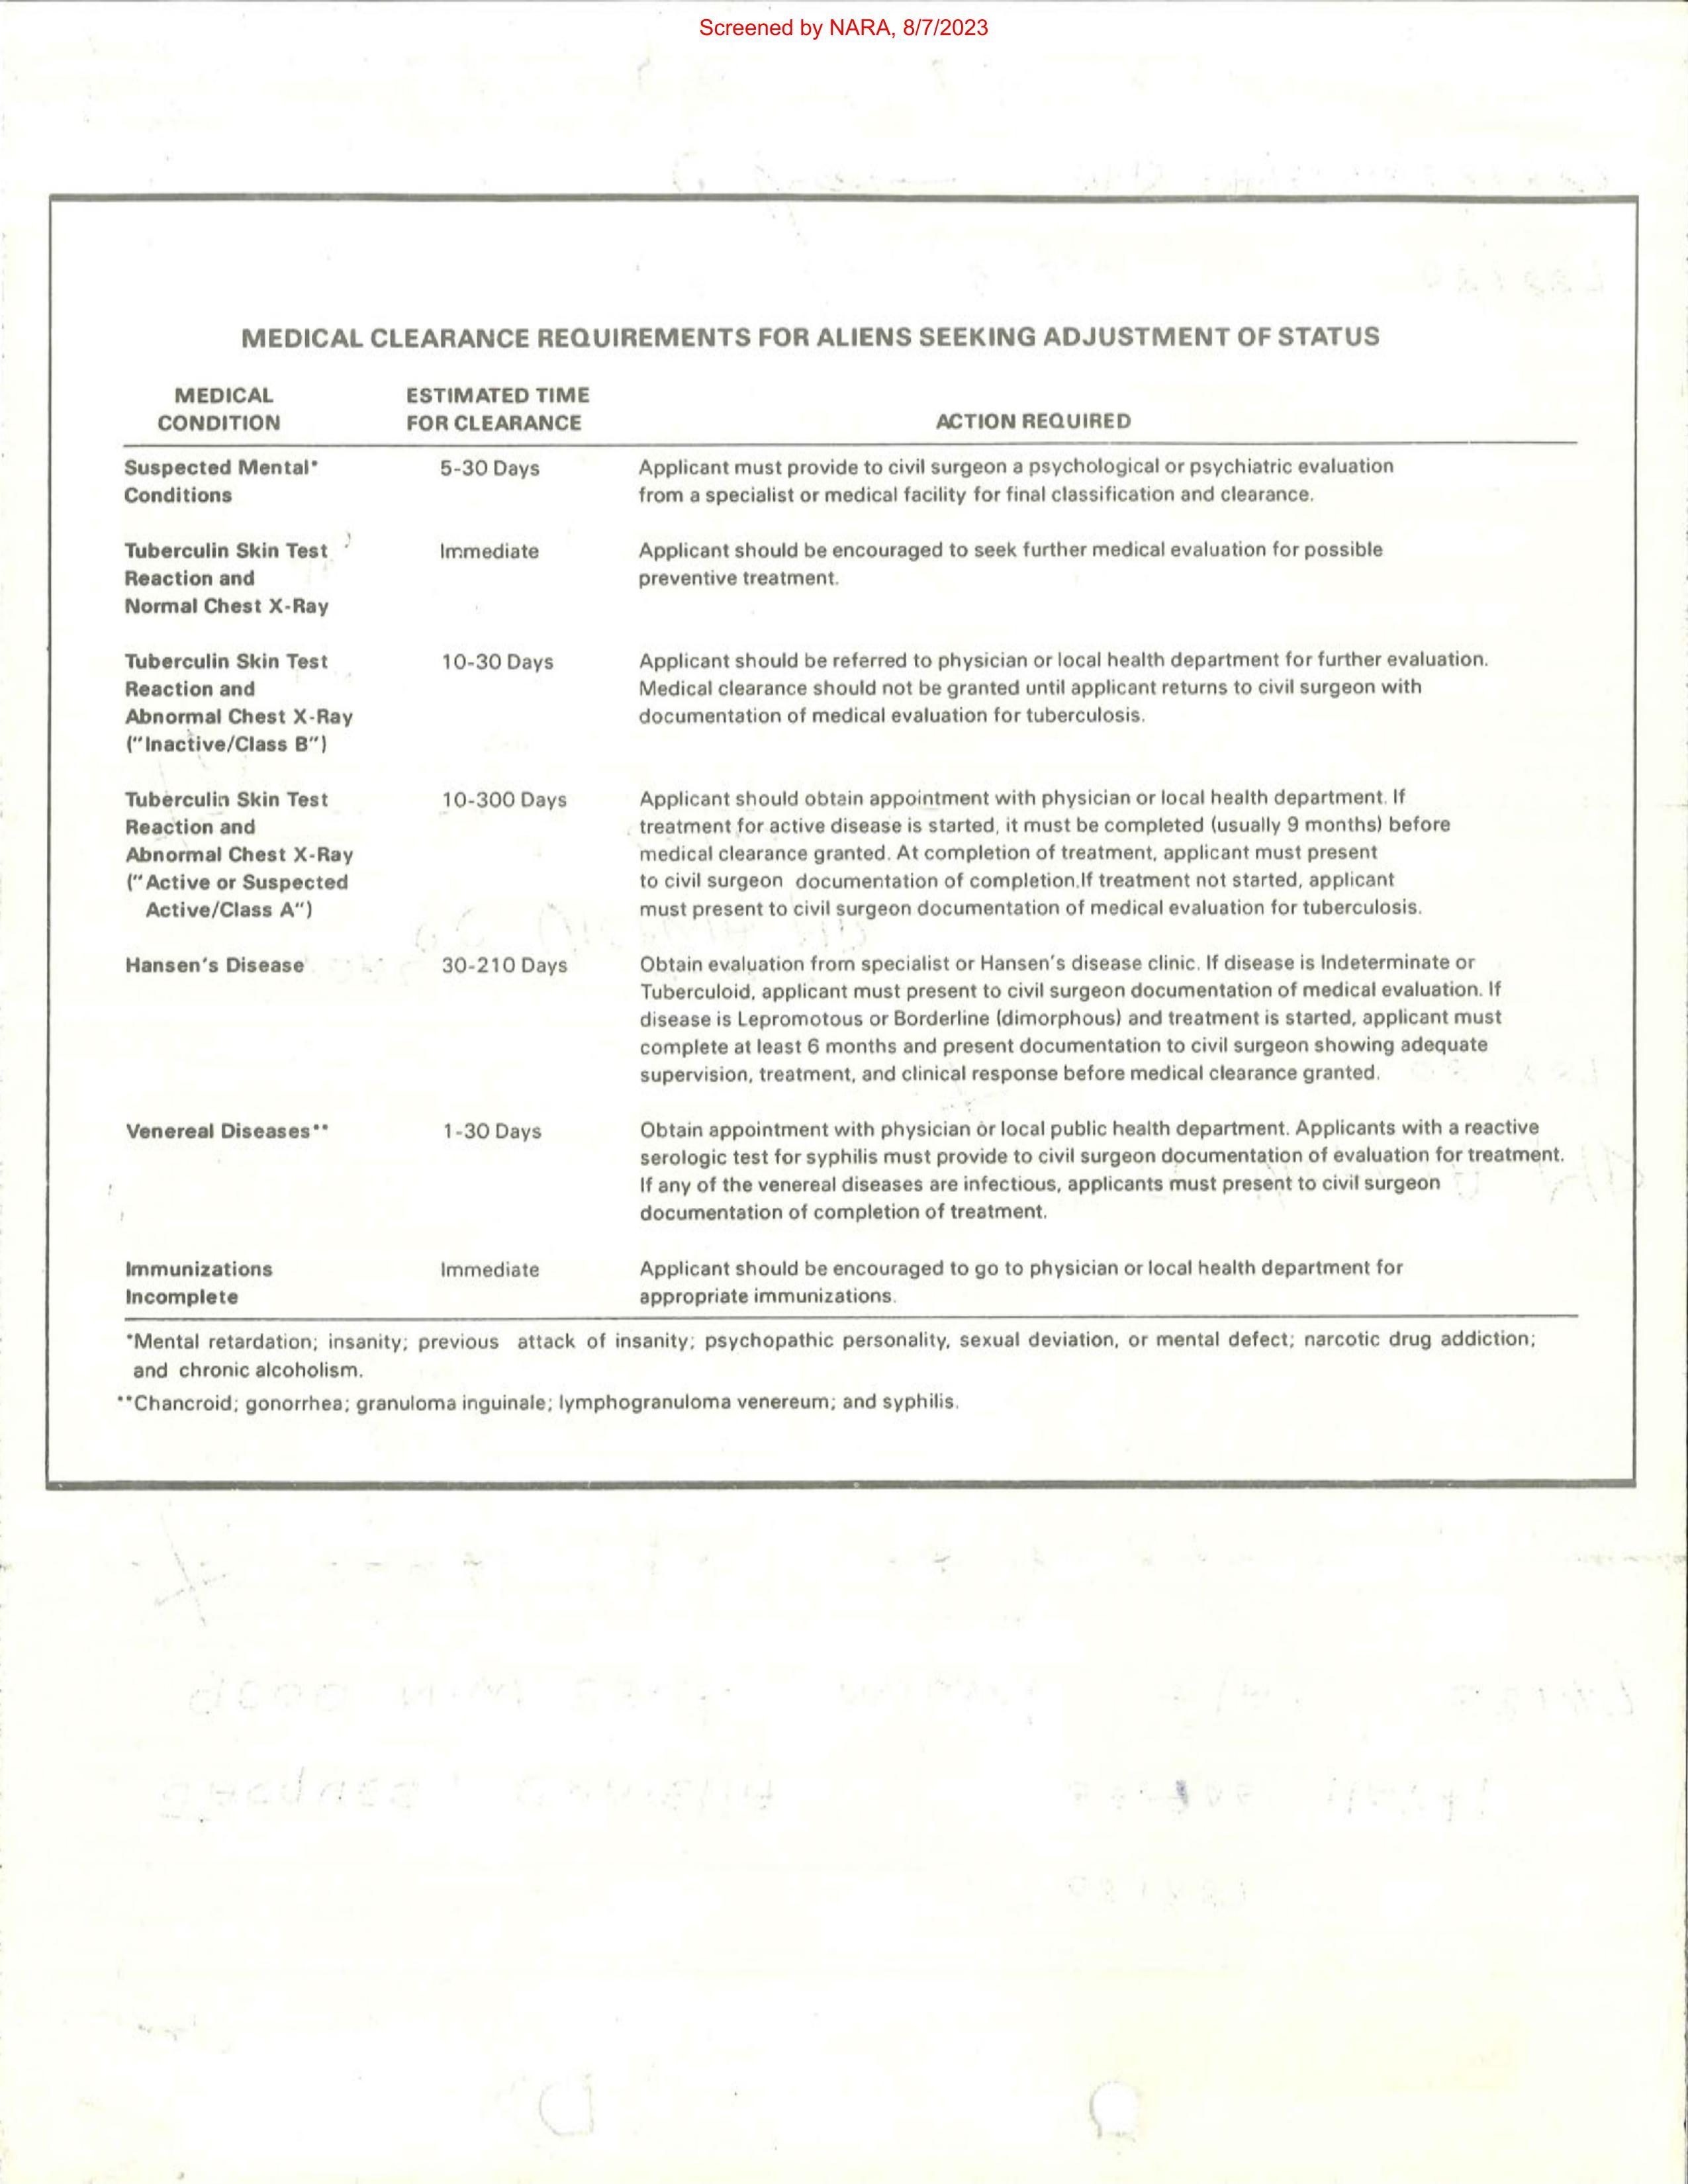 Screened by NARA, 8/7/2023
MEDICAL CLEARANCE REQUIREMENTS FOR ALIENS SEEKING ADJUSTMENT OF STATUS
MEDICAL CONDITION
ESTIMATED TIME FOR CLEARANCE
ACTION REQUIRED
Suspected Mental* Conditions
5-30 Days
Applicant must provide to civil surgeon a psychological or psychiatric evaluation
from a specialist or medical facility for final classification and clearance.
Tuberculin Skin Test
Reaction and
Normal Chest X-Ray
Immediate
Applicant should be encouraged to seek further medical evaluation for possible
preventive treatment.
Tuberculin Skin Test
Reaction and
Abnormal Chest X-Ray
("Inactive/Class B")
10-30 Days
Applicant should be referred to physician or local health department for further evaluation.
Medical clearance should not be granted until applicant returns to civil surgeon with
documentation of medical evaluation for tuberculosis.
Tuberculin Skin Test
Reaction and
Abnormal Chest X-Ray
("Active or Suspected
Active/Class A")
10-300 Days
Applicant should obtain appointment with physician or local health department. If
treatment for active disease is started, it must be completed (usually 9 months) before
medical clearance granted. At completion of treatment, applicant must present
to civil surgeon documentation of completion.If treatment not started, applicant
must present to civil surgeon documentation of medical evaluation for tuberculosis.
Hansen's Disease
30-210 Days
Obtain evaluation from specialist or Hansen's disease clinic. If disease is Indeterminate or
Tuberculoid, applicant must present to civil surgeon documentation of medical evaluation. If
disease is Lepromotous or Borderline (dimorphous) and treatment is started, applicant must
complete at least 6 months and present documentation to civil surgeon showing adequate
supervision, treatment, and clinical response before medical clearance granted.
Venereal Diseases**
1-30 Days
Obtain appointment with physician or local public health department. Applicants with a reactive
serologic test for syphilis must provide to civil surgeon documentation of evaluation for treatment.
If any of the venereal diseases are infectious, applicants must present to civil surgeon
documentation of completion of treatment.
Immunizations
Incomplete
Immediate
Applicant should be encouraged to go to physician or local health department for
appropriate immunizations.
*Mental retardation; insanity; previous attack of insanity; psychopathic personality, sexual deviation, or mental defect; narcotic drug addiction;
and chronic alcoholism.
**Chancroid; gonorrhea; granuloma inguinale; lymphogranuloma venereum; and syphilis.